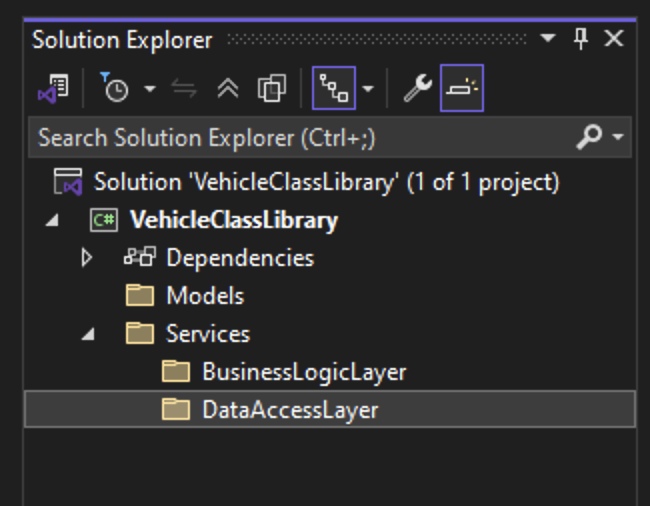 Solution Explorer
Search Solution Explorer (Ctrl+;)
Solution 'VehicleClassLibrary' (1 of 1 project)
C# VehicleClassLibrary
Dependencies
Models
Services
BusinessLogicLayer
DataAccessLayer